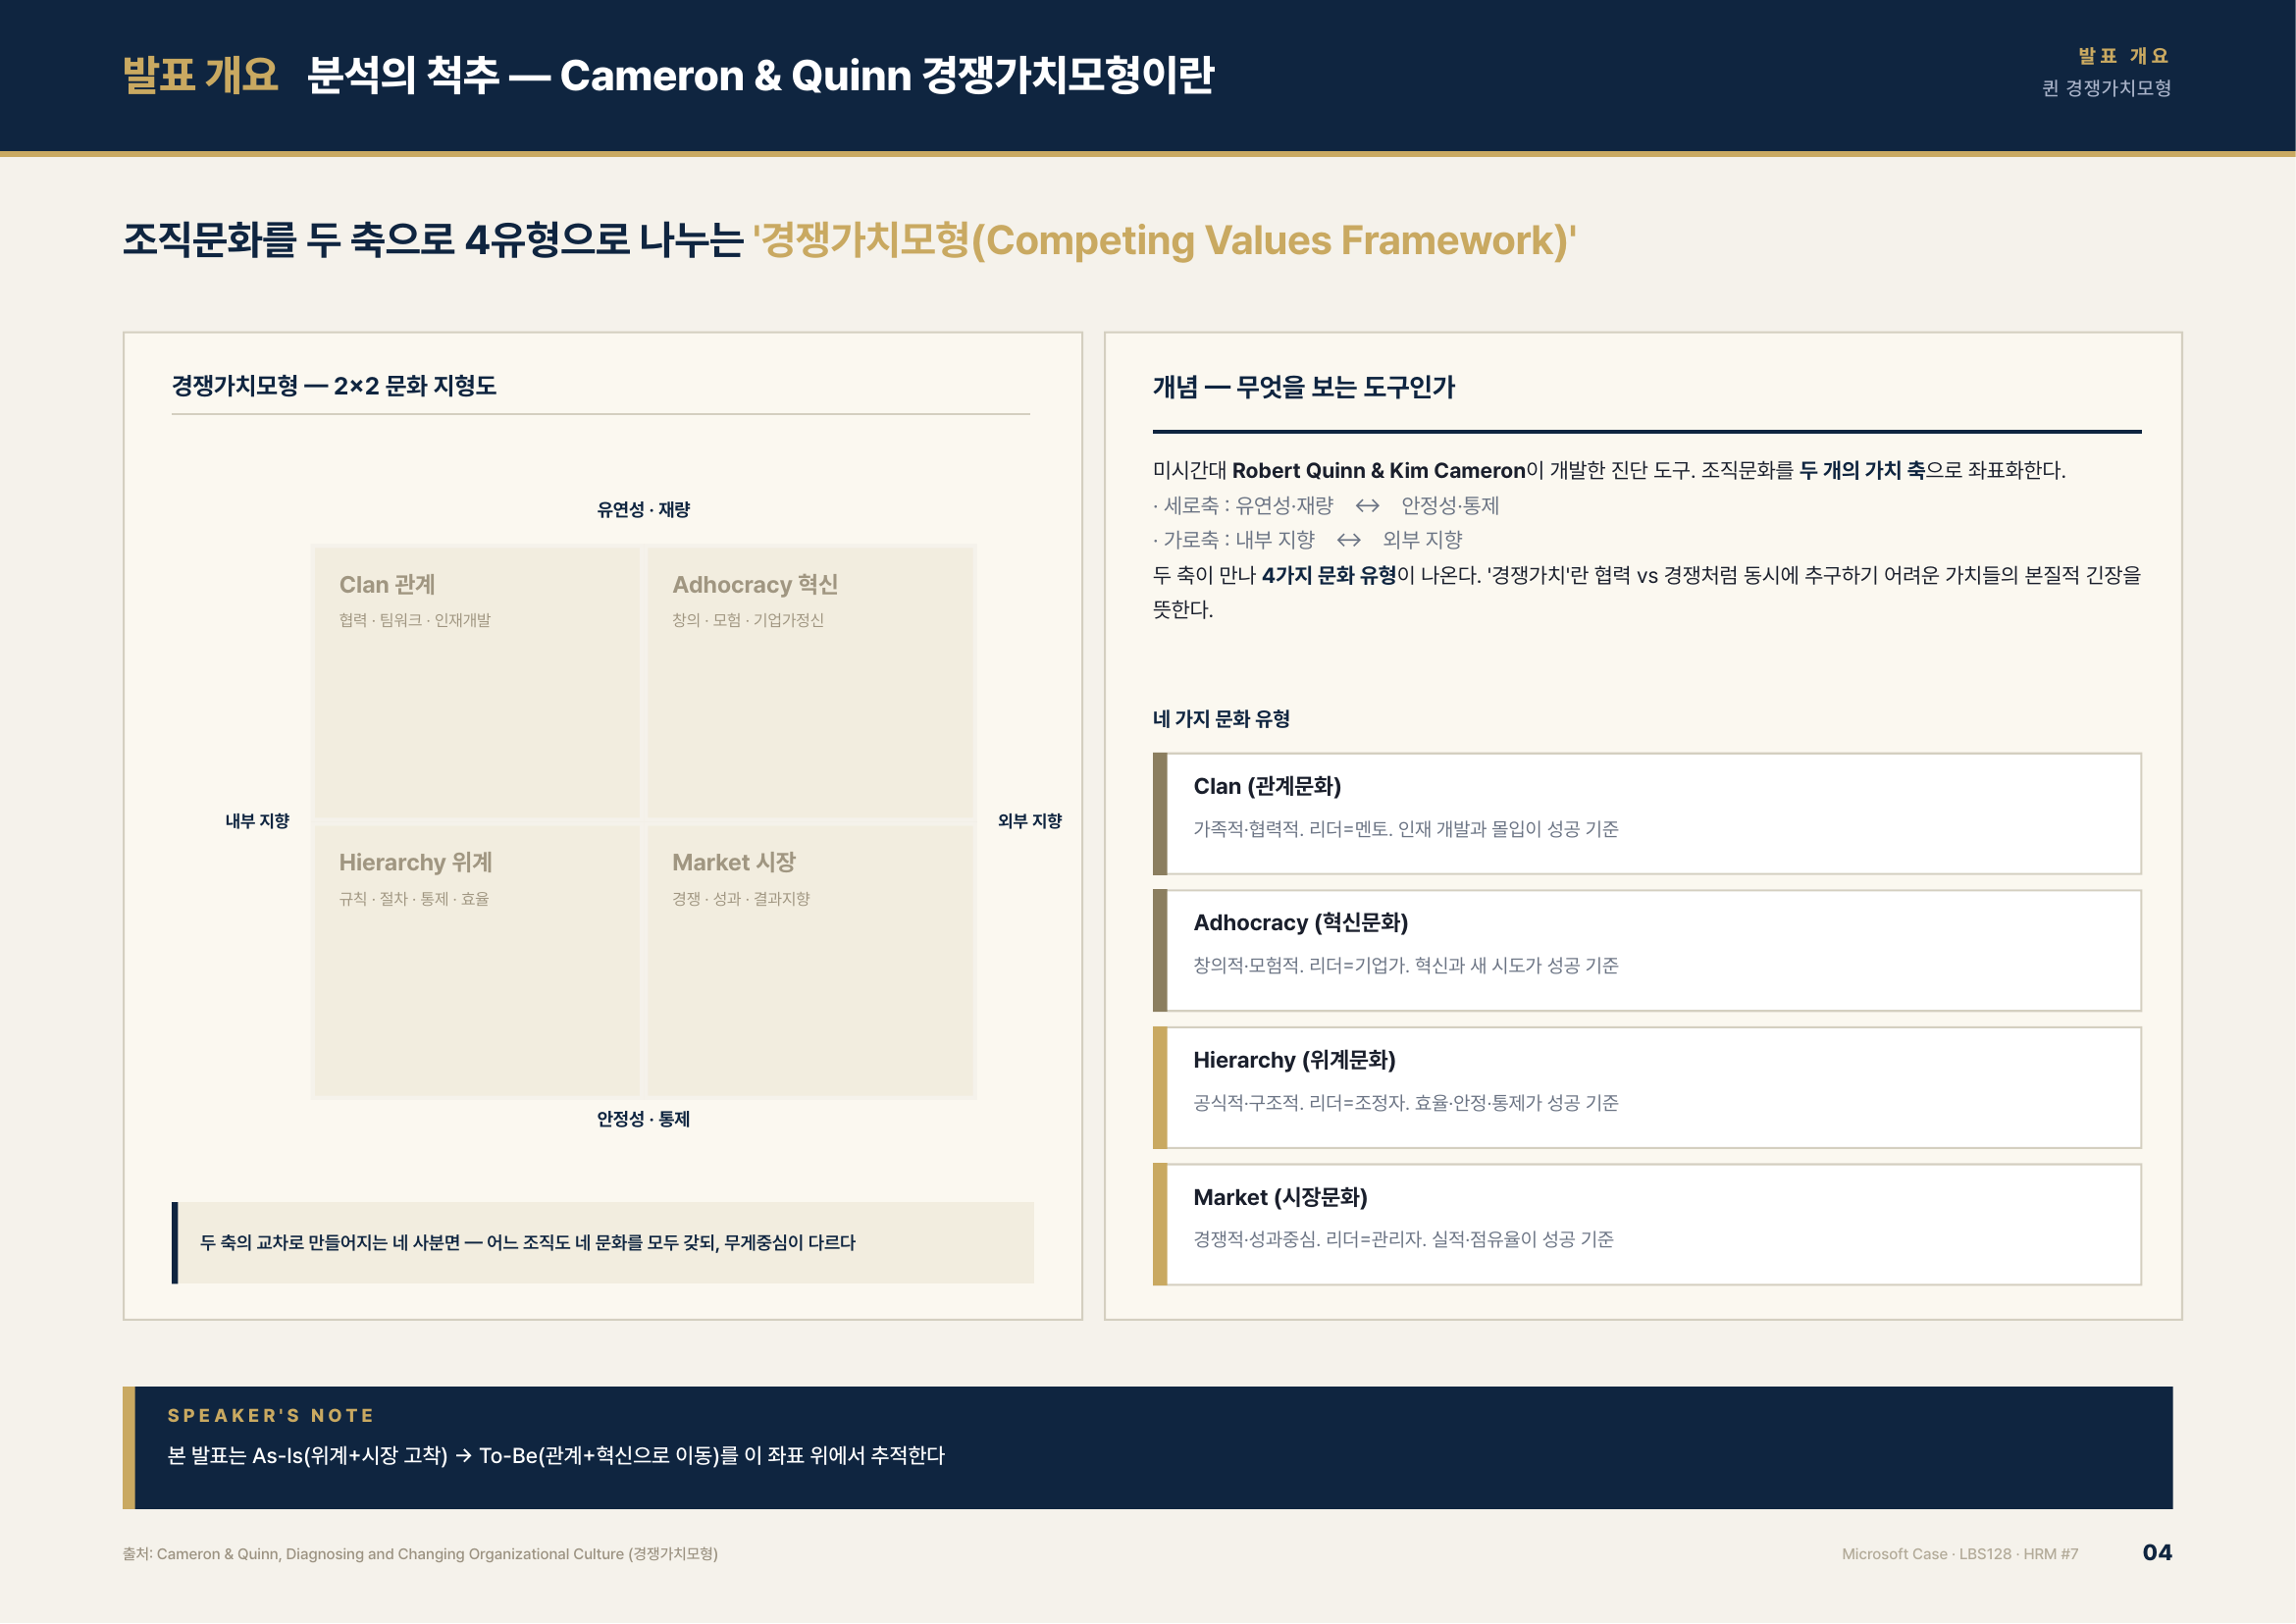 발표 개요 분석의 척추 — Cameron & Quinn 경쟁가치모형이란
발표 개요
퀸 경쟁가치모형
조직문화를 두 축으로 4유형으로 나누는 '경쟁가치모형(Competing Values Framework)'
경쟁가치모형 — 2×2 문화 지형도
유연성 · 재량
Clan 관계
협력 · 팀워크 · 인재개발
Adhocracy 혁신
창의 · 모험 · 기업가정신
내부 지향
외부 지향
Hierarchy 위계
규칙 · 절차 · 통제 · 효율
Market 시장
경쟁 · 성과 · 결과지향
안정성 · 통제
두 축의 교차로 만들어지는 네 사분면 — 어느 조직도 네 문화를 모두 갖되, 무게중심이 다르다
개념 — 무엇을 보는 도구인가
미시간대 Robert Quinn & Kim Cameron이 개발한 진단 도구. 조직문화를 두 개의 가치 축으로 좌표화한다.
· 세로축 : 유연성·재량 ↔ 안정성·통제
· 가로축 : 내부 지향 ↔ 외부 지향
두 축이 만나 4가지 문화 유형이 나온다. '경쟁가치'란 협력 vs 경쟁처럼 동시에 추구하기 어려운 가치들의 본질적 긴장을
뜻한다.
네 가지 문화 유형
Clan (관계문화)
가족적·협력적. 리더=멘토. 인재 개발과 몰입이 성공 기준
Adhocracy (혁신문화)
창의적·모험적. 리더=기업가. 혁신과 새 시도가 성공 기준
Hierarchy (위계문화)
공식적·구조적. 리더=조정자. 효율·안정·통제가 성공 기준
Market (시장문화)
경쟁적·성과중심. 리더=관리자. 실적·점유율이 성공 기준
SPEAKER'S NOTE
본 발표는 As-Is(위계+시장 고착) → To-Be(관계+혁신으로 이동)를 이 좌표 위에서 추적한다
출처: Cameron & Quinn, Diagnosing and Changing Organizational Culture (경쟁가치모형)
Microsoft Case · LBS128 · HRM #7
04